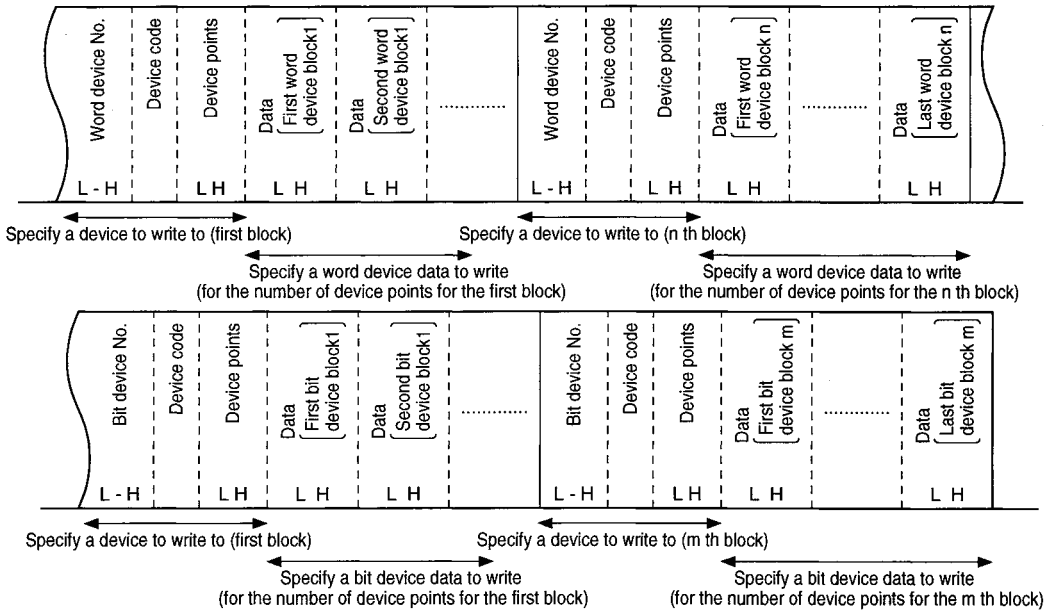 Word device No.
Device code
Device points
Data
First word
device block1
Data
Second word
device block1
Word device No.
Device code
Device points
Data
First word
device block n
Data
Last word
device block n
L - H
L H
L H
L H
L - H
L H
L H
L H
Specify a device to write to (first block)
Specify a device to write to (n th block)
Specify a word device data to write
(for the number of device points for the first block)
Specify a word device data to write
(for the number of device points for the n th block)
Bit device No.
Device code
Device points
Data
First bit
device block1
Data
Second bit
device block1
Bit device No.
Device code
Device points
Data
First bit
device block m
Data
Last bit
device block m
L - H
L H
L H
L H
L - H
L H
L H
L H
Specify a device to write to (first block)
Specify a device to write to (m th block)
Specify a bit device data to write
(for the number of device points for the first block)
Specify a bit device data to write
(for the number of device points for the m th block)